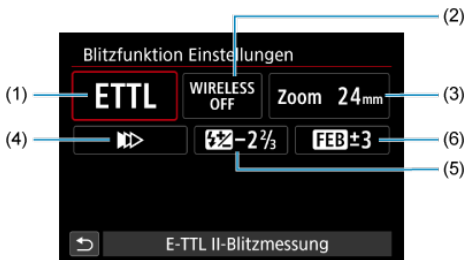 (2)
Blitzfunktion Einstellungen
(1) ETTL WIRELESS OFF Zoom 24mm (3)
(4) -2⅔ FEB±3 (6)
(5)
E-TTL II-Blitzmessung